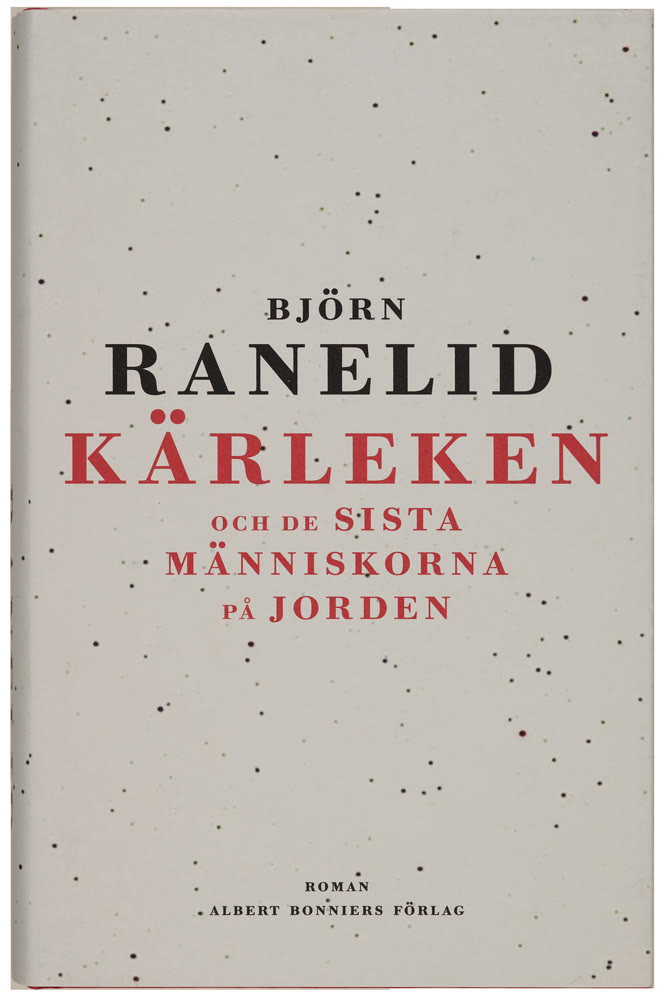 BJÖRN
RANELID
KÄRLEKEN
OCH DE SISTA
MÄNNISKORNA
PÅ JORDEN
ROMAN
ALBERT BONNIERS FÖRLAG